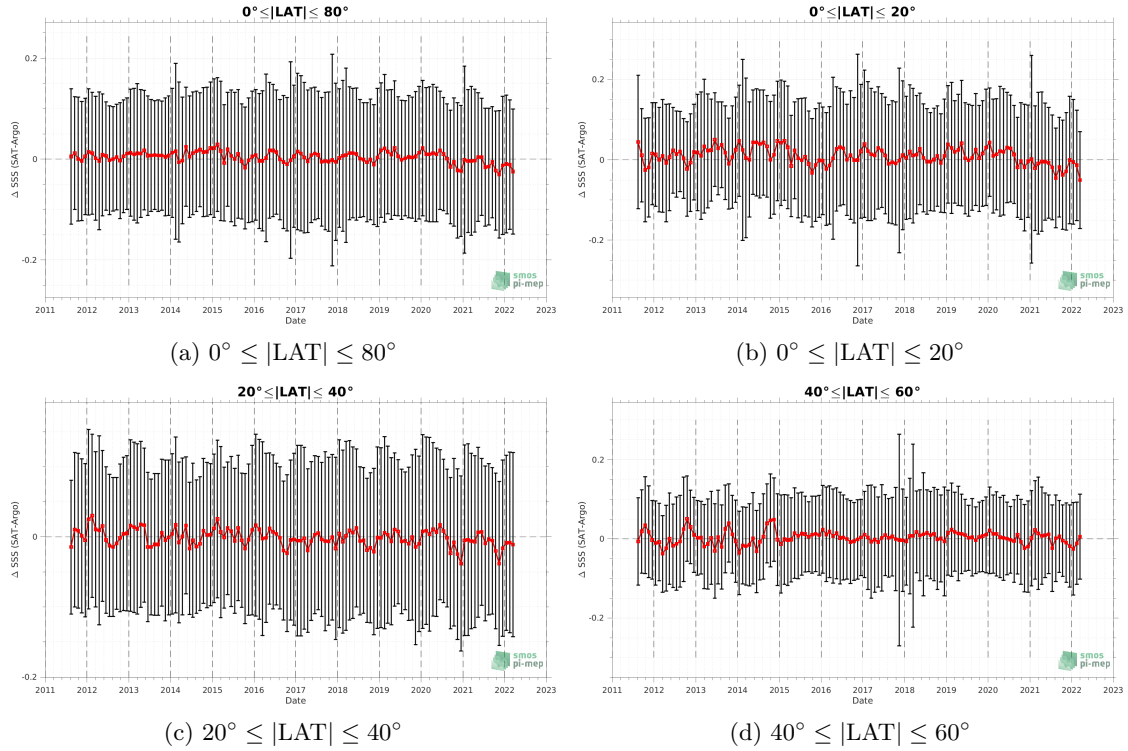 0°≤|LAT|≤ 80°
0.2
0
-0.2
Δ SSS (SAT-Argo)
2011 2012 2013 2014 2015 2016 2017 2018 2019 2020 2021 2022 2023
Date
smos
pi-mep
(a) 0° ≤ |LAT| ≤ 80°
0°≤|LAT|≤ 20°
0.2
0
-0.2
Δ SSS (SAT-Argo)
2011 2012 2013 2014 2015 2016 2017 2018 2019 2020 2021 2022 2023
Date
smos
pi-mep
(b) 0° ≤ |LAT| ≤ 20°
20°≤|LAT|≤ 40°
0
-0.2
Δ SSS (SAT-Argo)
2011 2012 2013 2014 2015 2016 2017 2018 2019 2020 2021 2022 2023
Date
smos
pi-mep
(c) 20° ≤ |LAT| ≤ 40°
40°≤|LAT|≤ 60°
0.2
0
-0.2
Δ SSS (SAT-Argo)
2011 2012 2013 2014 2015 2016 2017 2018 2019 2020 2021 2022 2023
Date
smos
pi-mep
(d) 40° ≤ |LAT| ≤ 60°